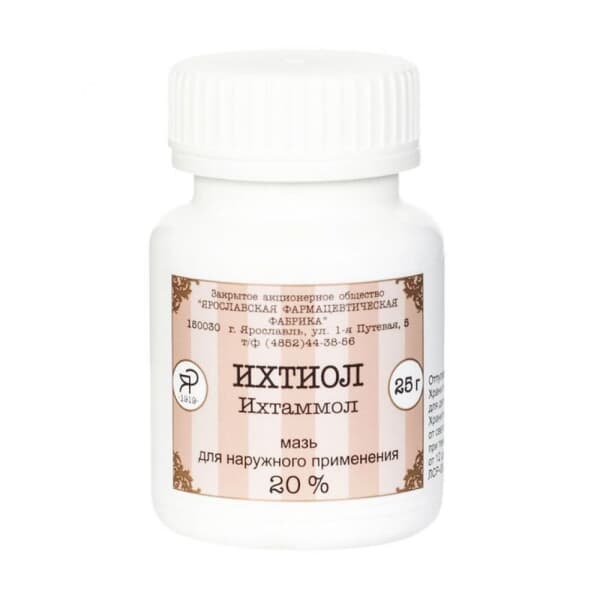 Закрытое акционерное общество
"ЯРОСЛАВСКАЯ ФАРМАЦЕВТИЧЕСКАЯ
ФАБРИКА"
150030 г. Ярославль, ул. 1-я Путевая, 5
т/ф (4852)44-38-56
ИХТИОЛ
25 г
ЯР
-1919-
Ихтаммол
мазь
для наружного применения
20 %